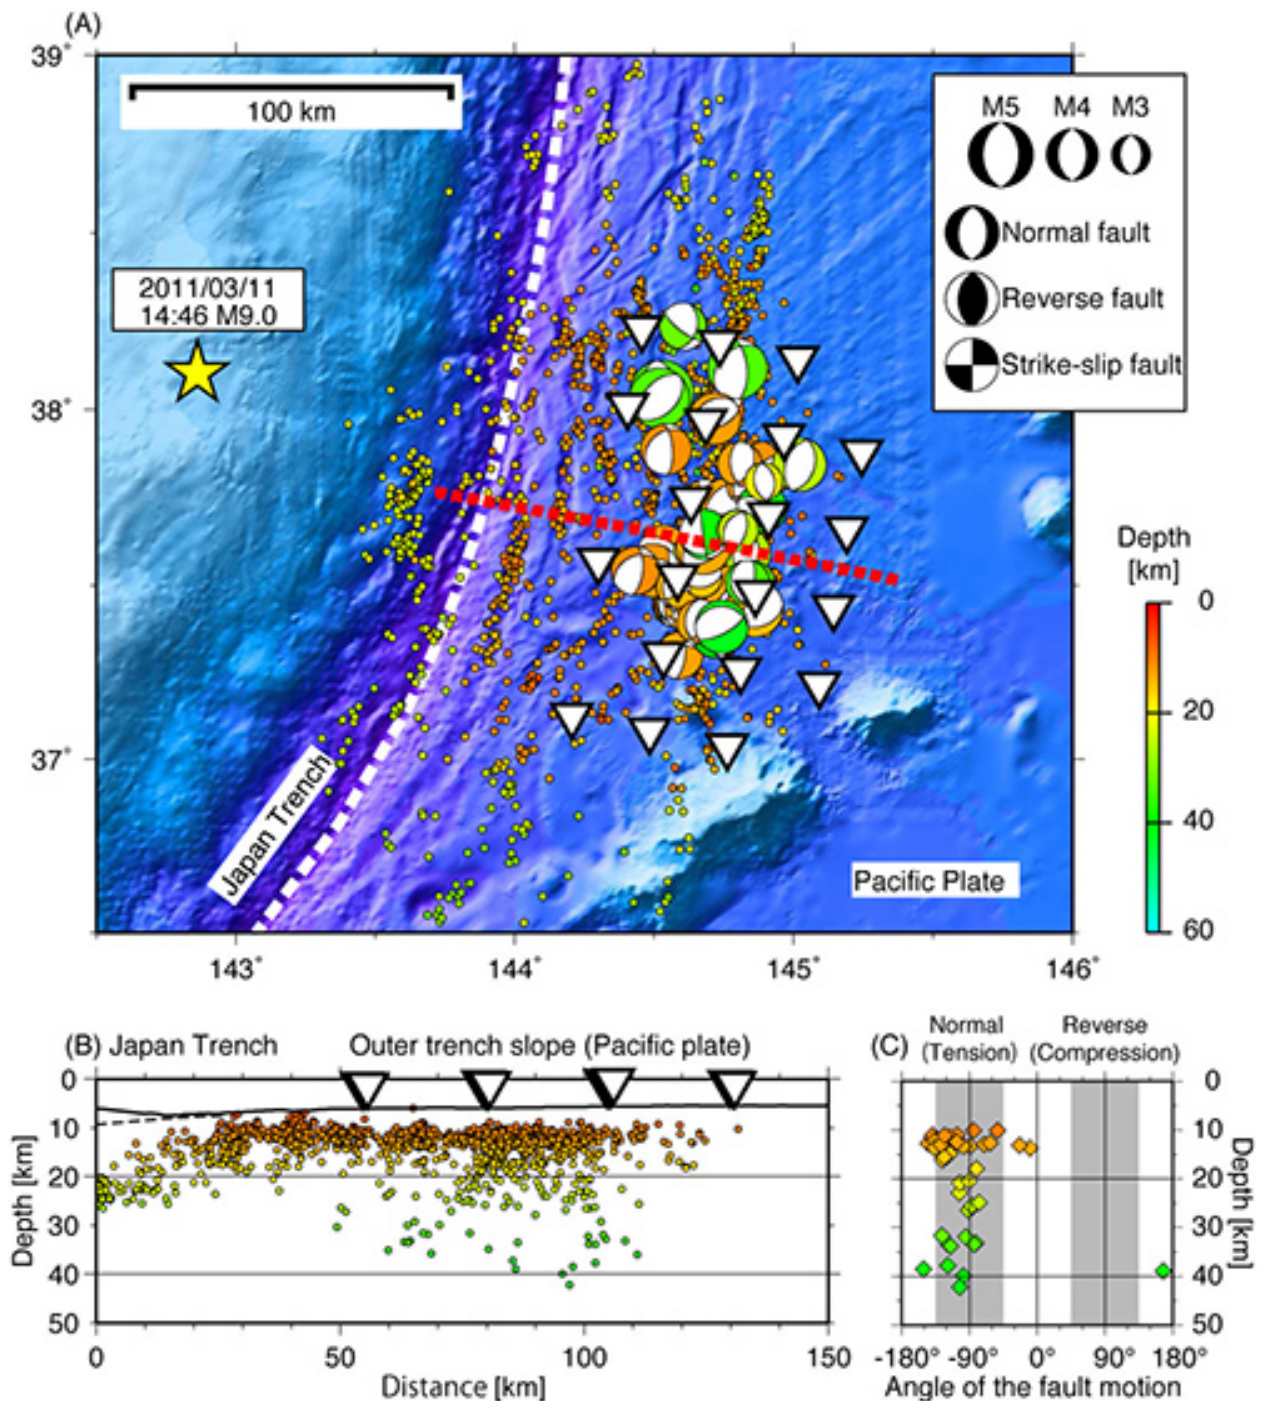 (A)
39°
38°
37°
143°
144°
145°
146°
100 km
2011/03/11
14:46 M9.0
Japan Trench
Pacific Plate
M5 M4 M3
Normal fault
Reverse fault
Strike-slip fault
Depth
[km]
0
20
40
60
(B) Japan Trench
Outer trench slope (Pacific plate)
0
10
20
30
40
50
Depth [km]
0
50
100
150
Distance [km]
(C)
Normal
(Tension)
Reverse
(Compression)
0
10
20
30
40
50
Depth [km]
-180° -90° 0° 90° 180°
Angle of the fault motion